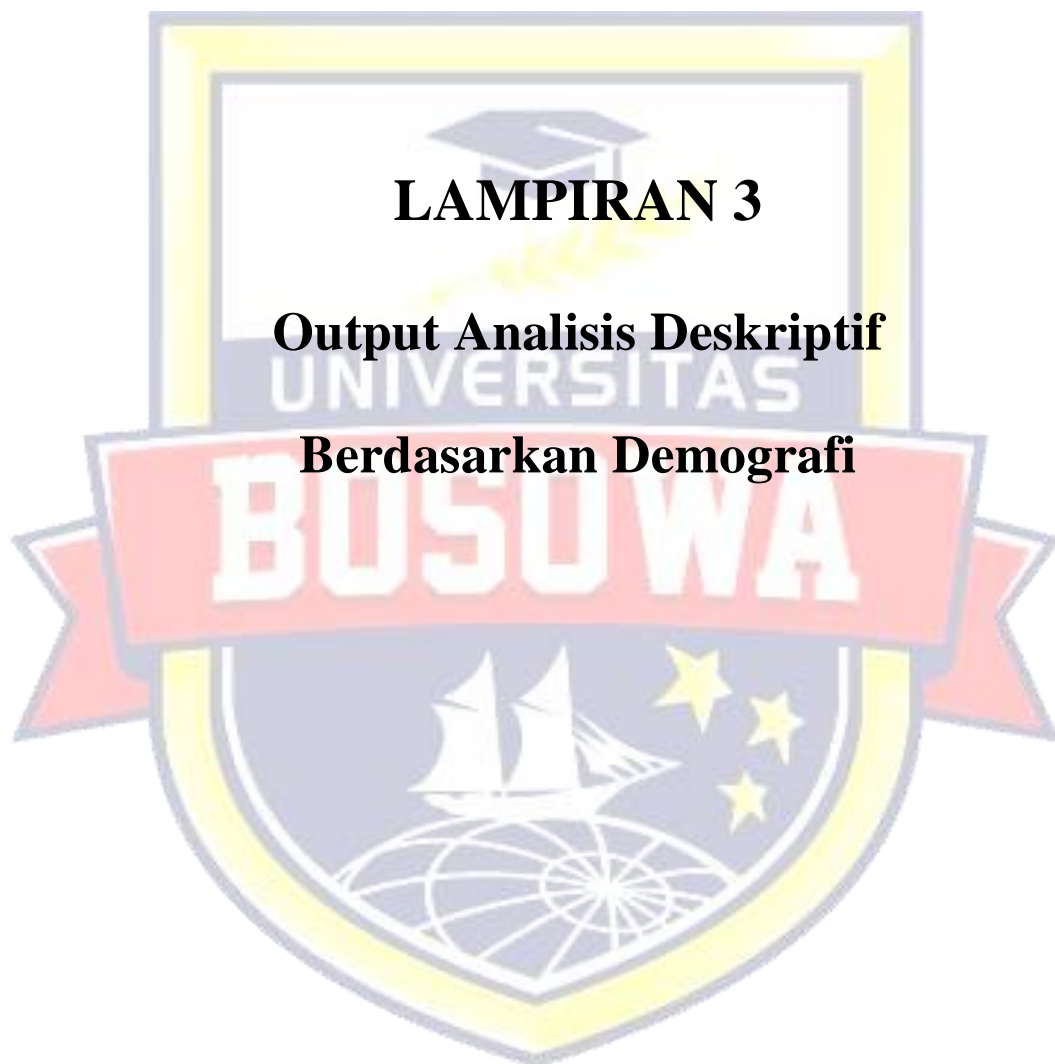 LAMPIRAN 3
Output Analisis Deskriptif
UNIVERSITAS
Berdasarkan Demografi
BOSOWA